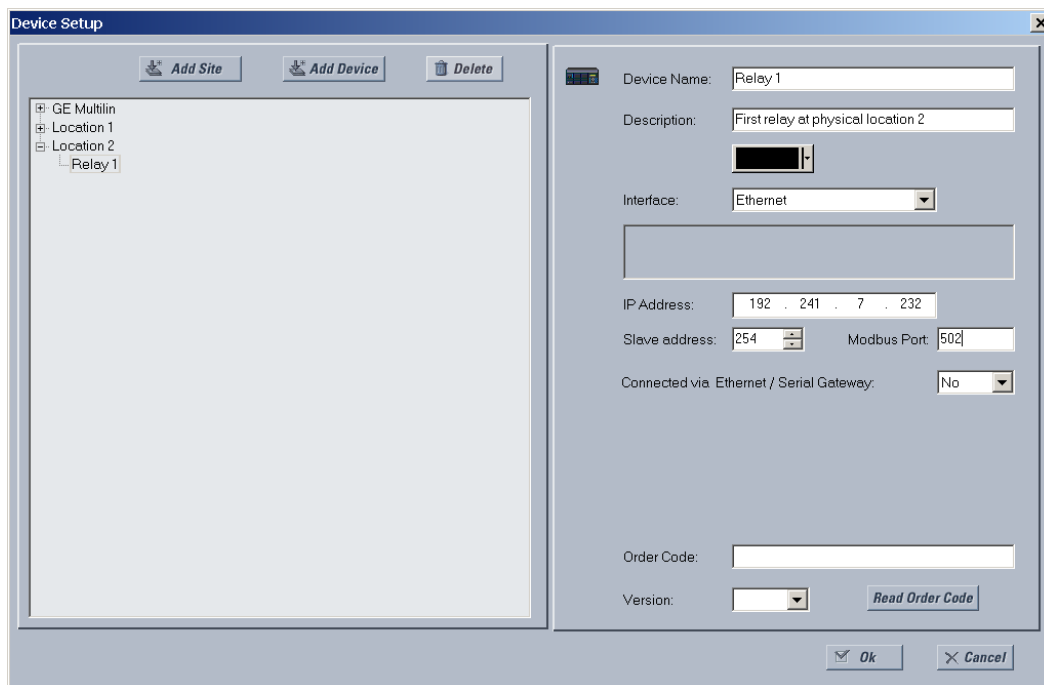 Device Setup
Add Site
Add Device
Delete
GE Multilin
Location 1
Location 2
Relay 1
Device Name: Relay 1
Description: First relay at physical location 2
Interface: Ethernet
IP Address: 192 . 241 . 7 . 232
Slave address: 254 Modbus Port: 502
Connected via Ethernet / Serial Gateway: No
Order Code:
Version:
Read Order Code
Ok
Cancel